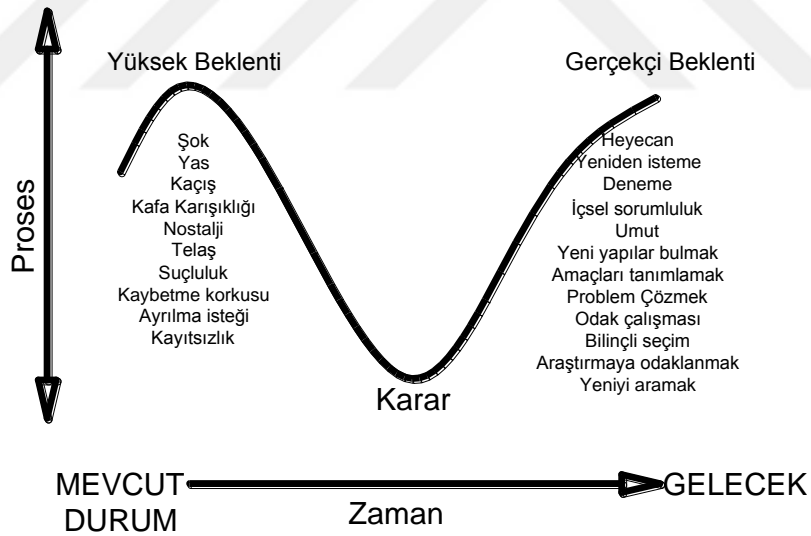 Yüksek Beklenti
Gerçekçi Beklenti
Proses
Şok
Yas
Kaçış
Kafa Karışıklığı
Nostalji
Telaş
Suçluluk
Kaybetme korkusu
Ayrılma isteği
Kayıtsızlık
Heyecan
Yeniden isteme
Deneme
İçsel sorumluluk
Umut
Yeni yapılar bulmak
Amaçları tanımlamak
Problem Çözmek
Odak çalışması
Bilinçli seçim
Araştırmaya odaklanmak
Yeniyi aramak
Karar
MEVCUT
DURUM
Zaman
GELECEK